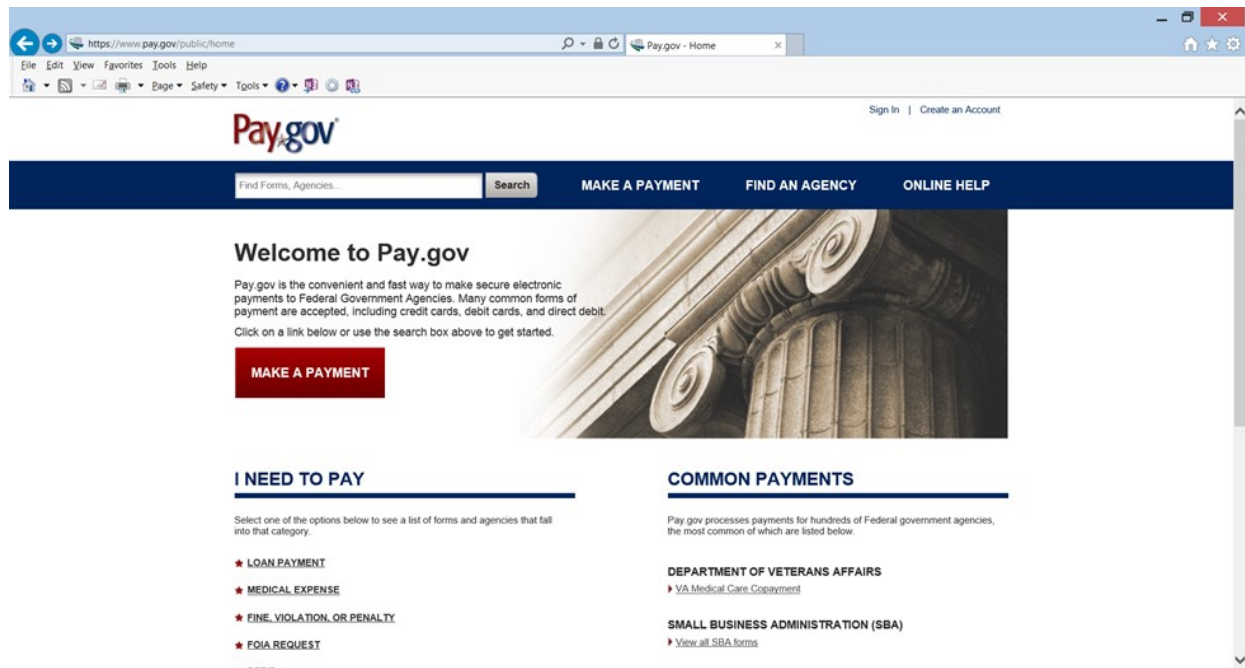 https://www.pay.gov/public/home
Pay.gov - Home
File Edit View Favorites Tools Help
Page Safety Tools
Sign In | Create an Account
Pay.gov
Find Forms, Agencies...
Search
MAKE A PAYMENT
FIND AN AGENCY
ONLINE HELP
Welcome to Pay.gov
Pay.gov is the convenient and fast way to make secure electronic
payments to Federal Government Agencies. Many common forms of
payment are accepted, including credit cards, debit cards, and direct debit.
Click on a link below or use the search box above to get started.
MAKE A PAYMENT
I NEED TO PAY
Select one of the options below to see a list of forms and agencies that fall
into that category.
LOAN PAYMENT
MEDICAL EXPENSE
FINE, VIOLATION, OR PENALTY
FOIA REQUEST
COMMON PAYMENTS
Pay.gov processes payments for hundreds of Federal government agencies,
the most common of which are listed below.
DEPARTMENT OF VETERANS AFFAIRS
VA Medical Care Copayment
SMALL BUSINESS ADMINISTRATION (SBA)
View all SBA forms